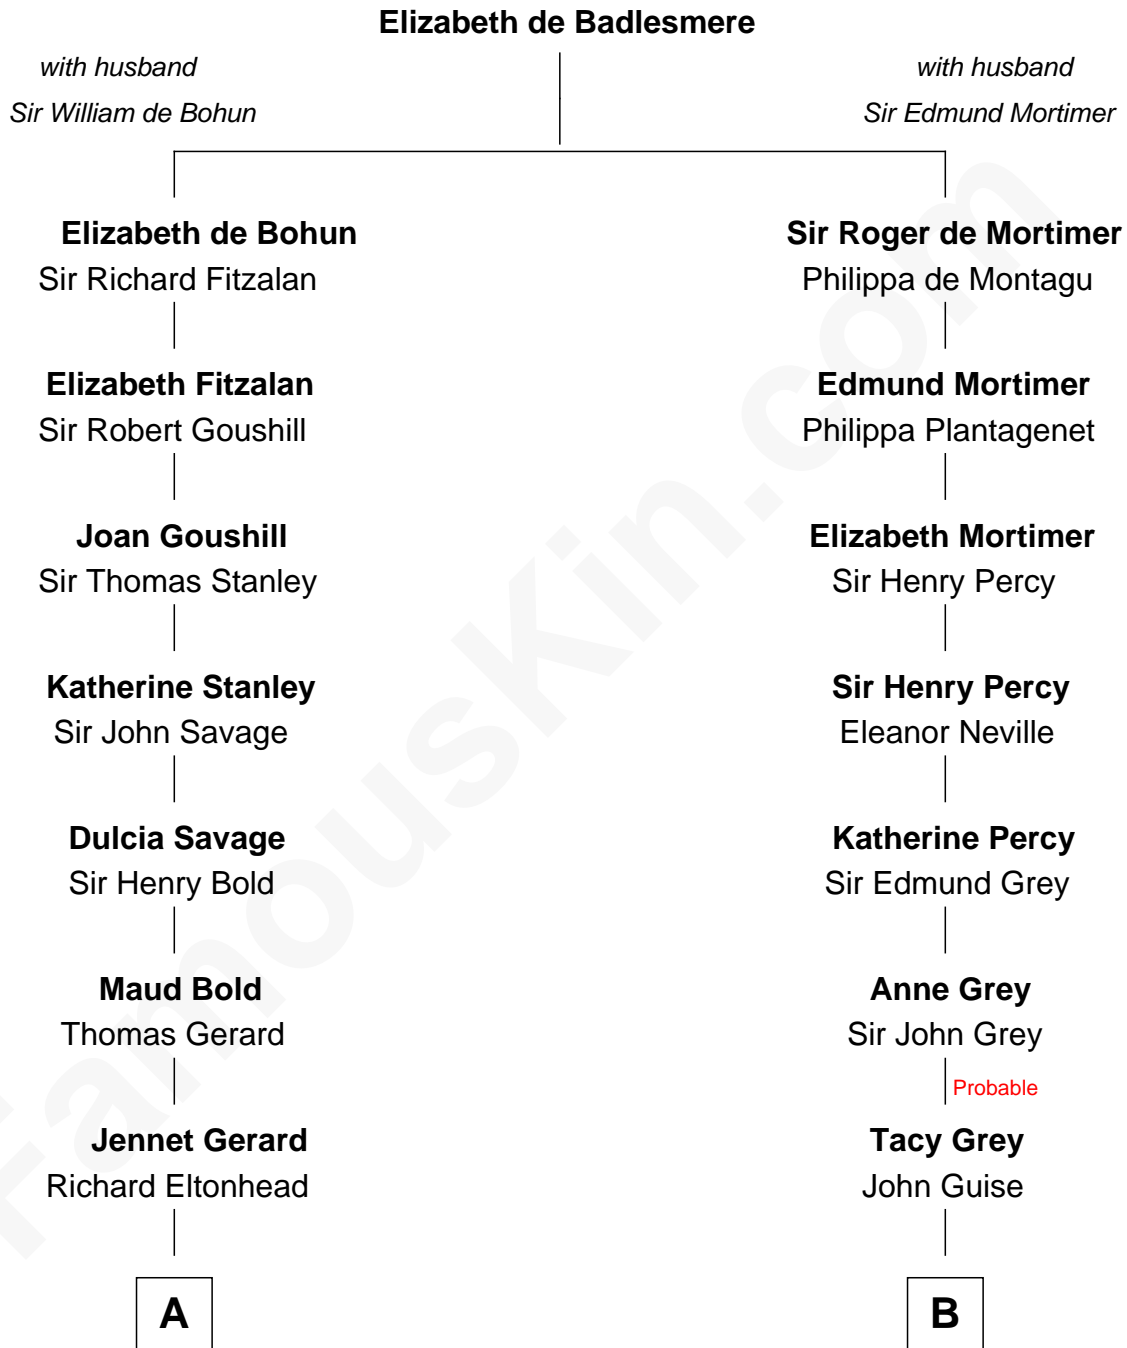 Elizabeth de Badlesmere
with husband
Sir William de Bohun
with husband
Sir Edmund Mortimer
Elizabeth de Bohun
Sir Richard Fitzalan
Elizabeth Fitzalan
Sir Robert Goushill
Joan Goushill
Sir Thomas Stanley
Katherine Stanley
Sir John Savage
Dulcia Savage
Sir Henry Bold
Maud Bold
Thomas Gerard
Jennet Gerard
Richard Eltonhead
A
Sir Roger de Mortimer
Philippa de Montagu
Edmund Mortimer
Philippa Plantagenet
Elizabeth Mortimer
Sir Henry Percy
Sir Henry Percy
Eleanor Neville
Katherine Percy
Sir Edmund Grey
Anne Grey
Sir John Grey
Probable
Tacy Grey
John Guise
B
FamousKin.com